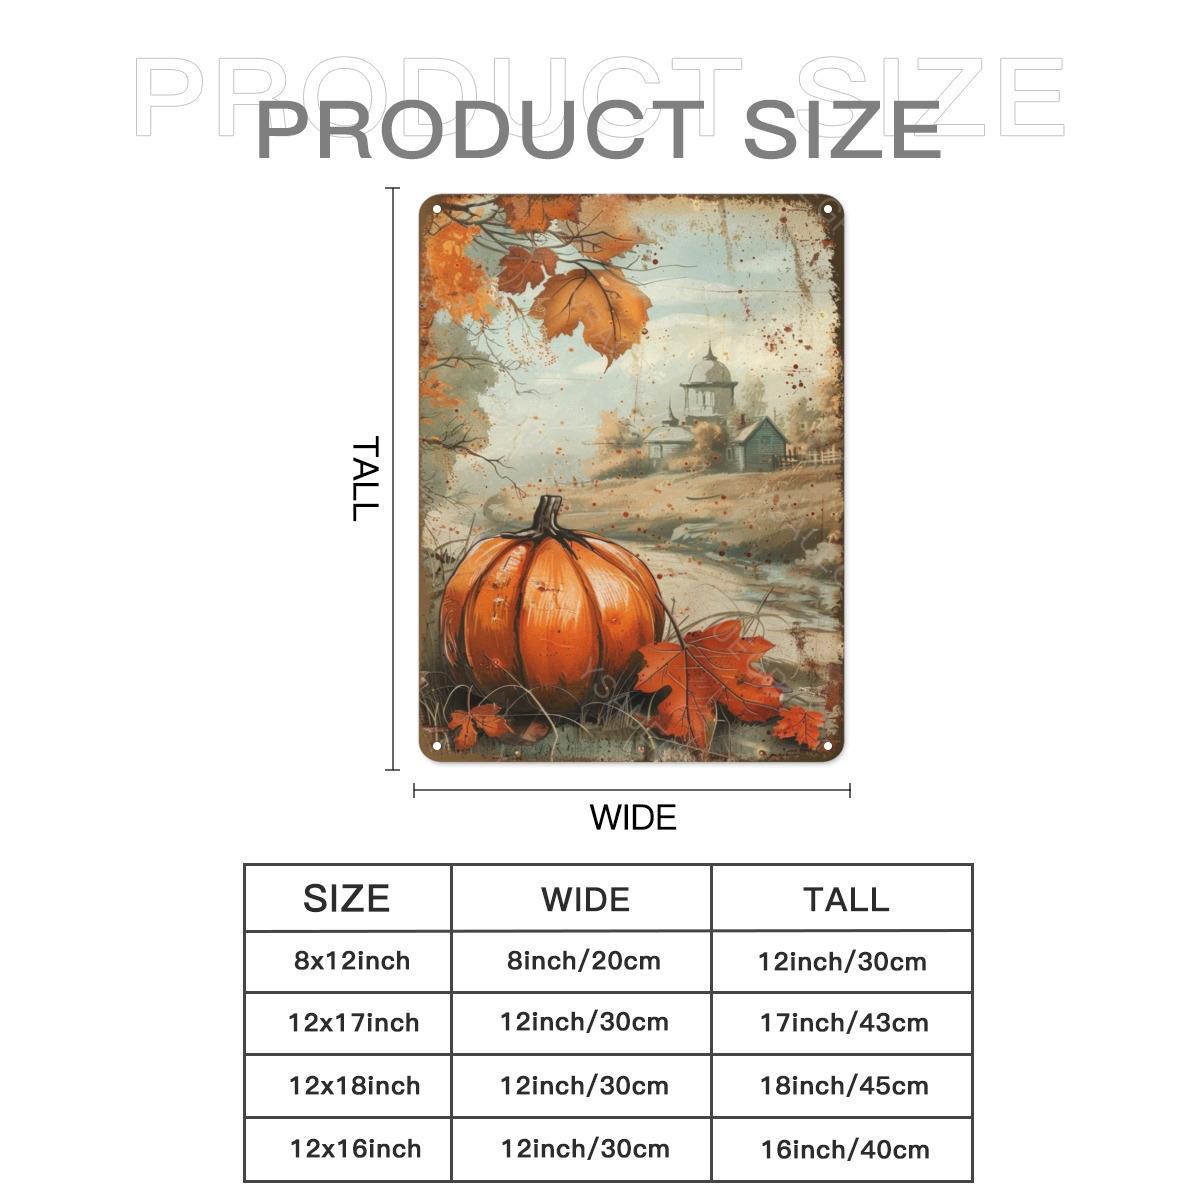 PRODUCT SIZE
PRODUCT SIZE
TALL
WIDE
SIZE WIDE TALL
8x12inch 8inch/20cm 12inch/30cm
12x17inch 12inch/30cm 17inch/43cm
12x18inch 12inch/30cm 18inch/45cm
12x16inch 12inch/30cm 16inch/40cm